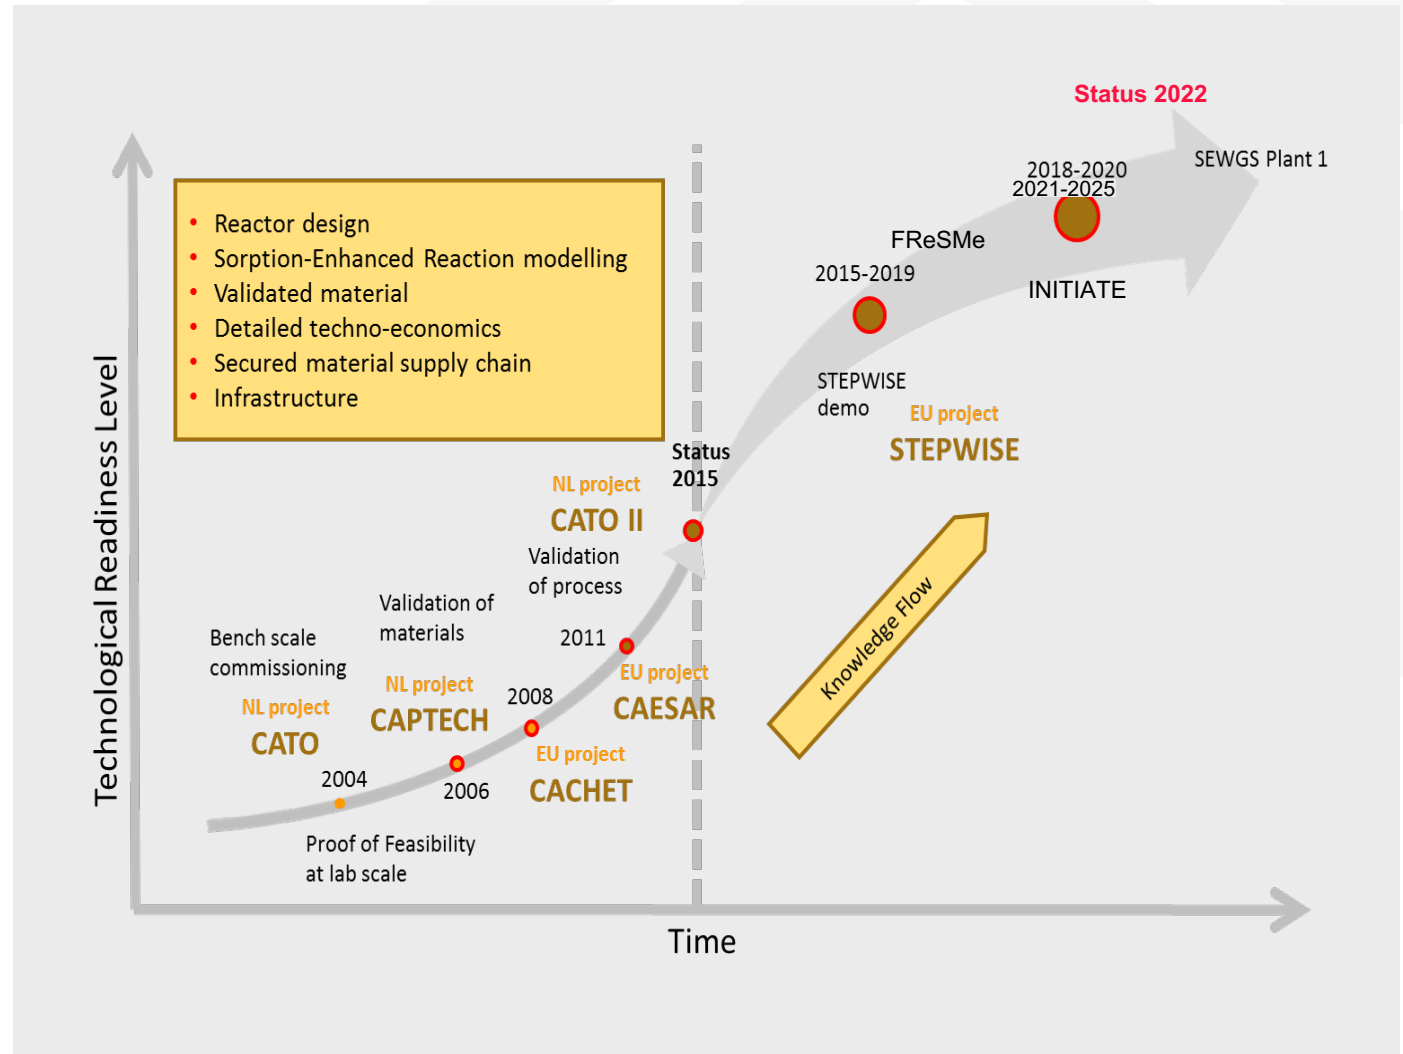 Status 2022
SEWGS Plant 1
2018-2020
2021-2025
FReSMe
2015-2019
INITIATE
• Reactor design
• Sorption-Enhanced Reaction modelling
• Validated material
• Detailed techno-economics
• Secured material supply chain
• Infrastructure
STEPWISE
demo
EU project
STEPWISE
Status
2015
NL project
CATO II
Validation
of process
Validation of
materials
Bench scale
commissioning
2011
EU project
CAESAR
NL project
CAPTECH
2008
NL project
CATO
EU project
CACHET
2004
2006
Proof of Feasibility
at lab scale
Knowledge Flow
Technological Readiness Level
Time